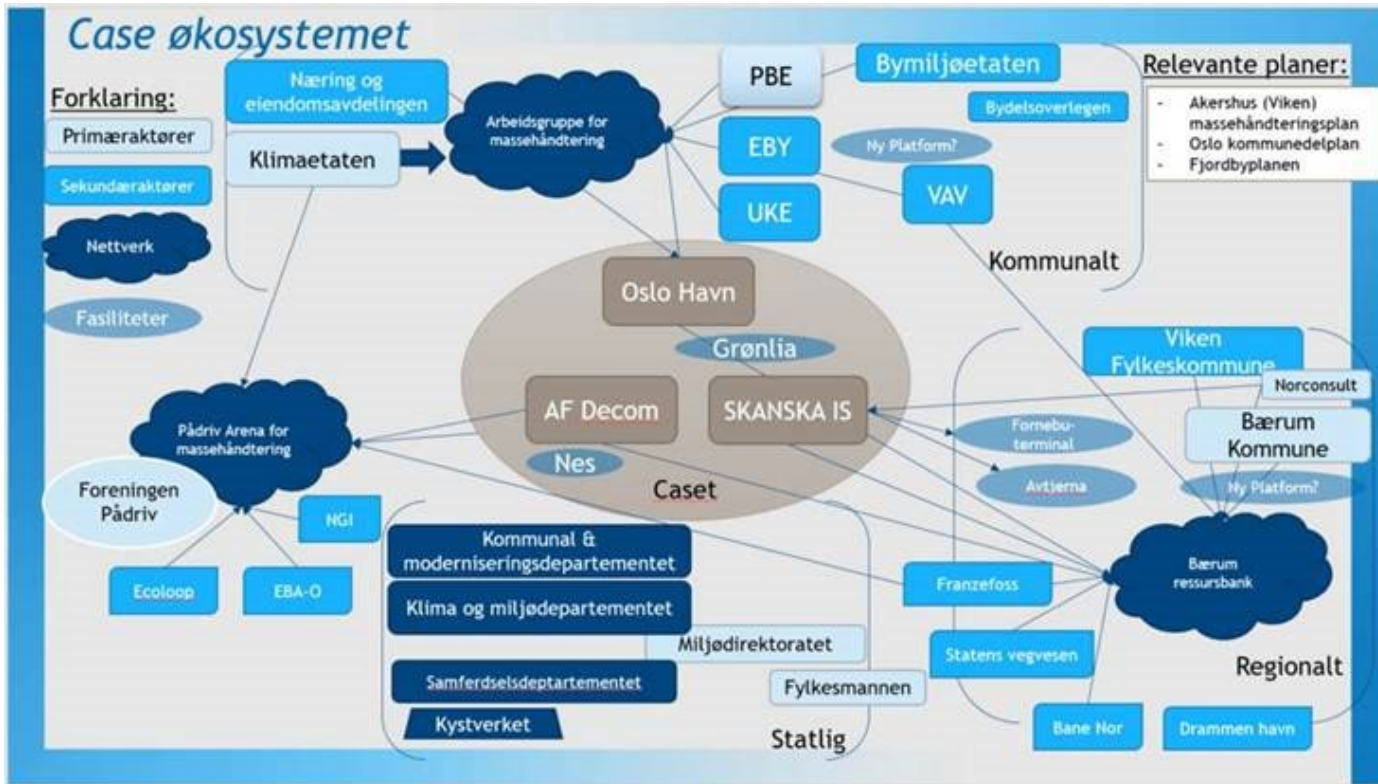 Case økosystemet
Forklaring:
Primæraktører
Sekundæraktører
Nettverk
Fasiliteter
Næring og
eiendomsavdelingen
Klimaetaten
Arbeidsgruppe for
massehåndtering
PBE
EBY
UKE
Bymiljøetaten
Bydelsoverlegen
Ny Platform?
VAV
Kommunalt
Relevante planer:
- Akershus (Viken)
massehåndteringsplan
- Oslo kommunedelplan
- Fjordbyplanen
Oslo Havn
Grønlia
AF Decom
SKANSKA IS
Nes
Caset
Pådriv Arena for
massehåndtering
Foreningen
Pådriv
NGI
Ecoloop
EBA-O
Kommunal &
moderniseringsdepartementet
Klima og miljødepartementet
Miljødirektoratet
Samferdselsdeptartementet
Fylkesmannen
Kystverket
Statlig
Viken
Fylkeskommune
Norconsult
Bærum
Kommune
Fornebu-
terminal
Avtjerna
Ny Platform?
Bærum
ressursbank
Franzefoss
Statens vegvesen
Regionalt
Bane Nor
Drammen havn